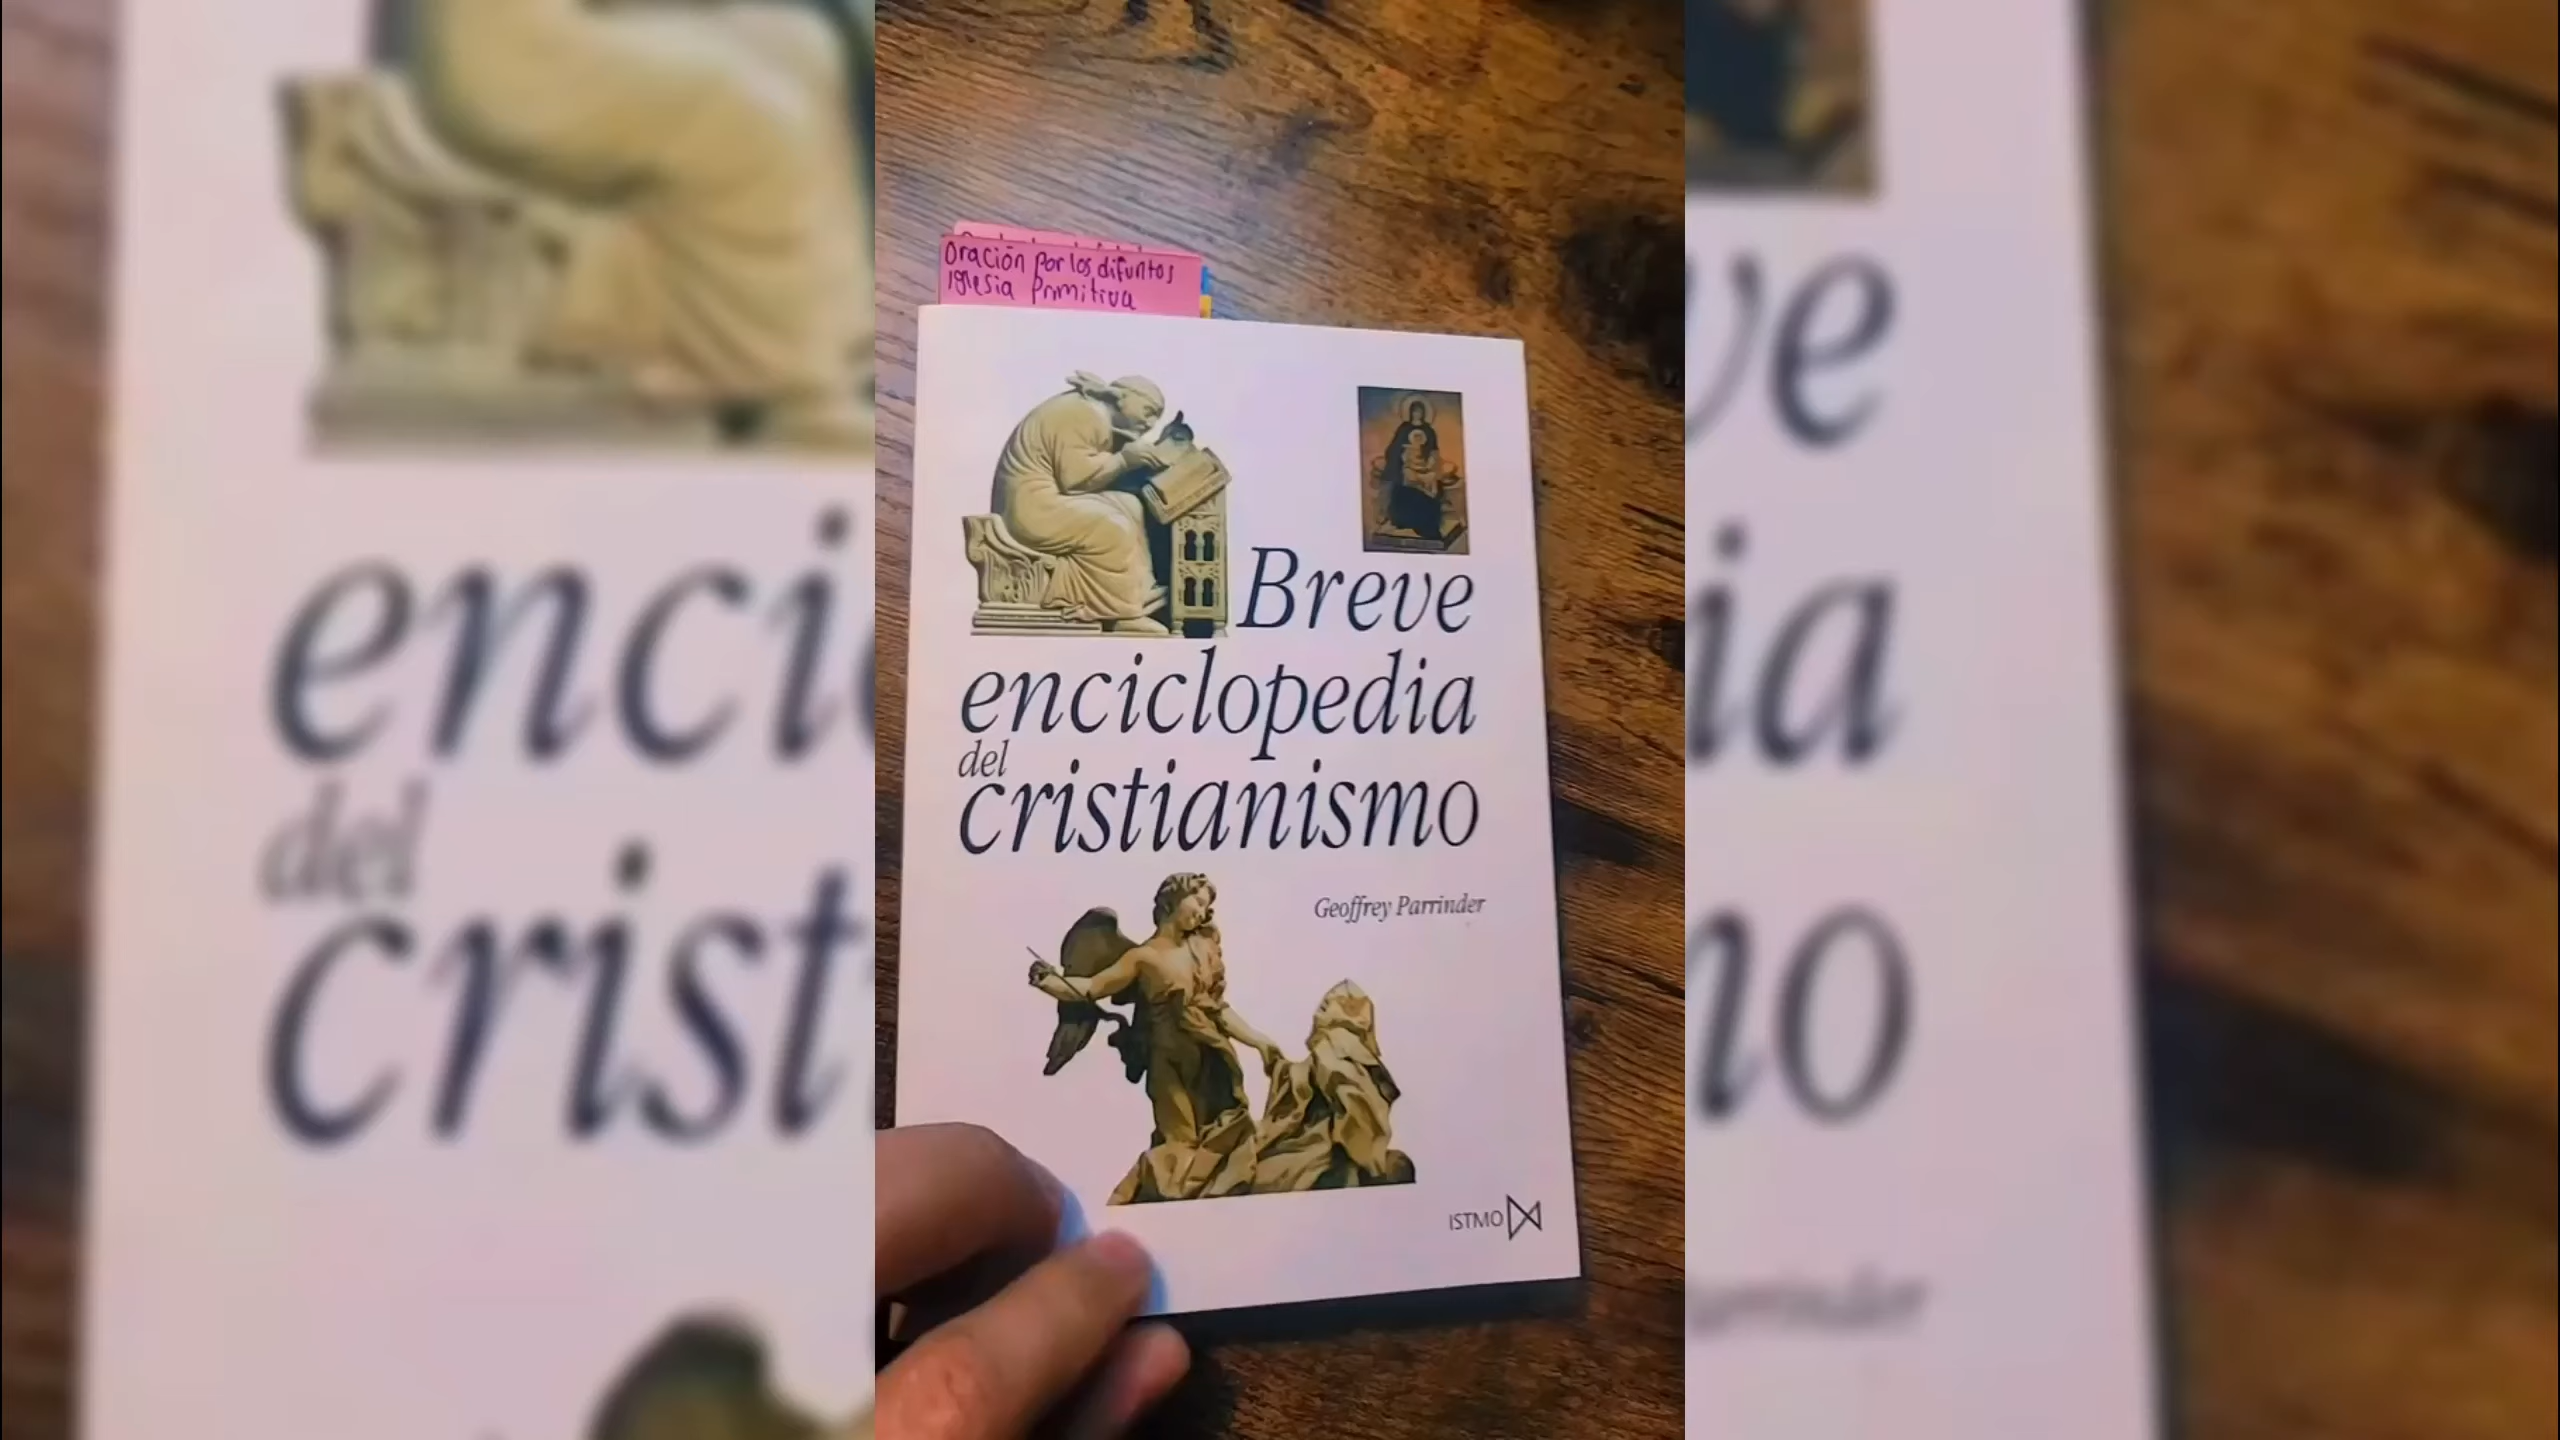 Oración por los difuntos
Iglesia Primitiva
Breve
enciclopedia
del
cristianismo
Geoffrey Parrinder
ISTMO